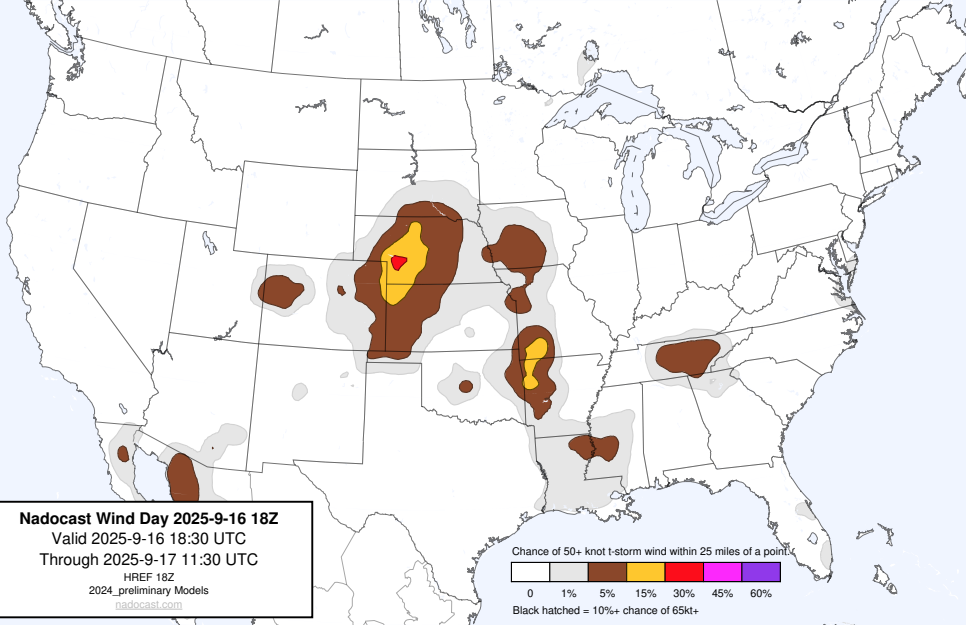 Nadocast Wind Day 2025-9-16 18Z
Valid 2025-9-16 18:30 UTC
Through 2025-9-17 11:30 UTC
HREF 18Z
2024_preliminary Models
nadocast.com
Chance of 50+ knot t-storm wind within 25 miles of a point.
0 1% 5% 15% 30% 45% 60%
Black hatched = 10%+ chance of 65kt+